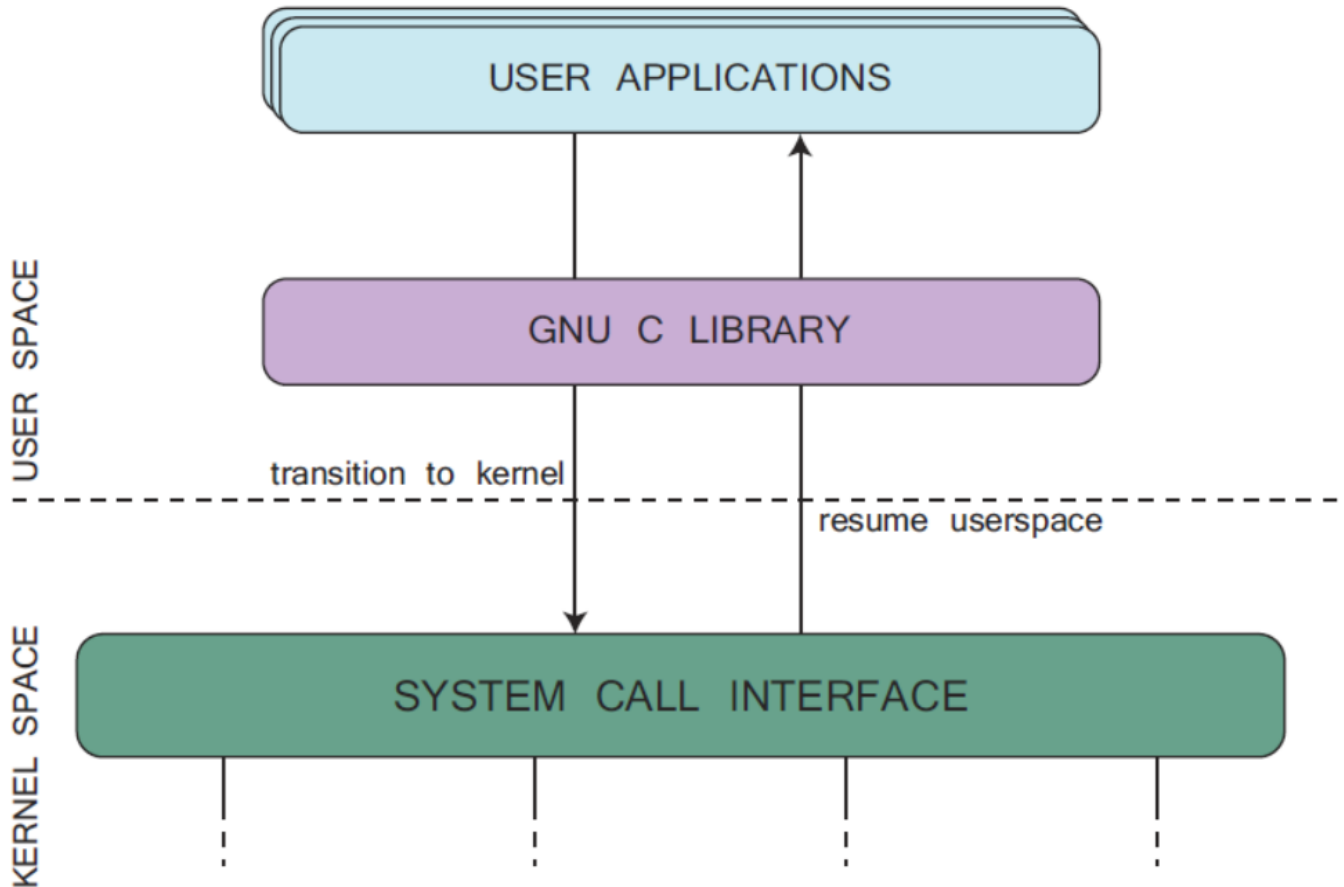 USER APPLICATIONS
USER SPACE
GNU C LIBRARY
transition to kernel
resume userspace
KERNEL SPACE
SYSTEM CALL INTERFACE